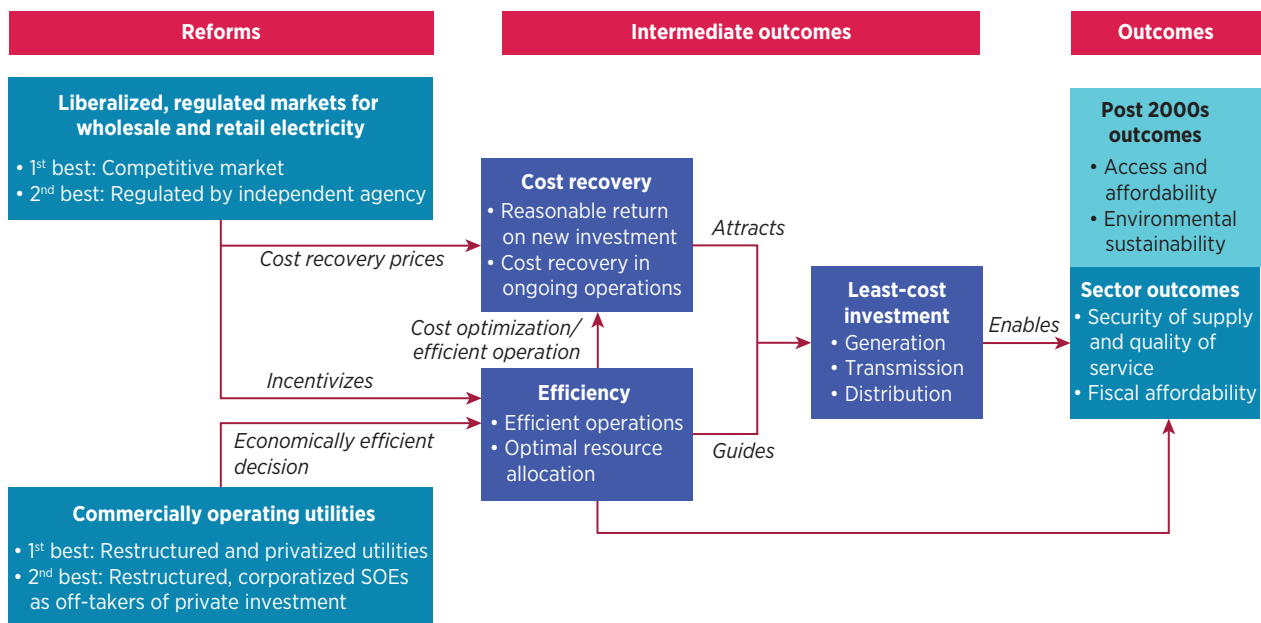 Reforms
Intermediate outcomes
Outcomes
Liberalized, regulated markets for
wholesale and retail electricity
• 1st best: Competitive market
• 2nd best: Regulated by independent agency
Cost recovery prices
Incentivizes
Economically efficient
decision
Commercially operating utilities
• 1st best: Restructured and privatized utilities
• 2nd best: Restructured, corporatized SOEs
as off-takers of private investment
Cost recovery
• Reasonable return
on new investment
• Cost recovery in
ongoing operations
Cost optimization/
efficient operation
Efficiency
• Efficient operations
• Optimal resource
allocation
Attracts
Guides
Least-cost
investment
• Generation
• Transmission
• Distribution
Enables
Post 2000s
outcomes
• Access and
affordability
• Environmental
sustainability
Sector outcomes
• Security of supply
and quality of
service
• Fiscal affordability